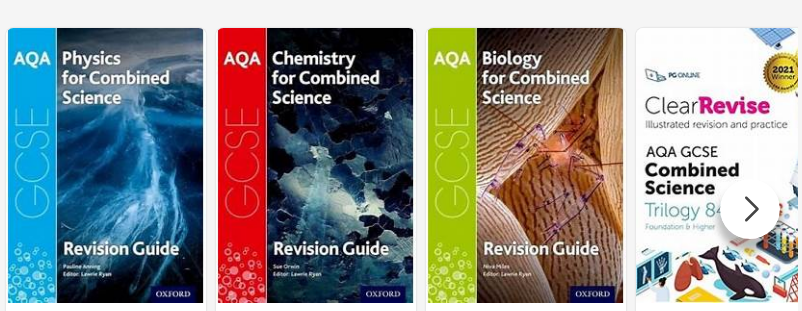 AQA
Physics
for Combined
Science
GCSE
Revision Guide
Pauline Anning
Editor: Lawrie Ryan
OXFORD
AQA
Chemistry
for Combined
Science
GCSE
Revision Guide
Sue Orwin
Editor: Lawrie Ryan
OXFORD
AQA
Biology
for Combined
Science
GCSE
Revision Guide
Niva Miles
Editor: Lawrie Ryan
OXFORD
PG ONLINE
2021
Winner
ClearRevise
Illustrated revision and practice
AQA GCSE
Combined
Science
Trilogy 84
Foundation & Higher